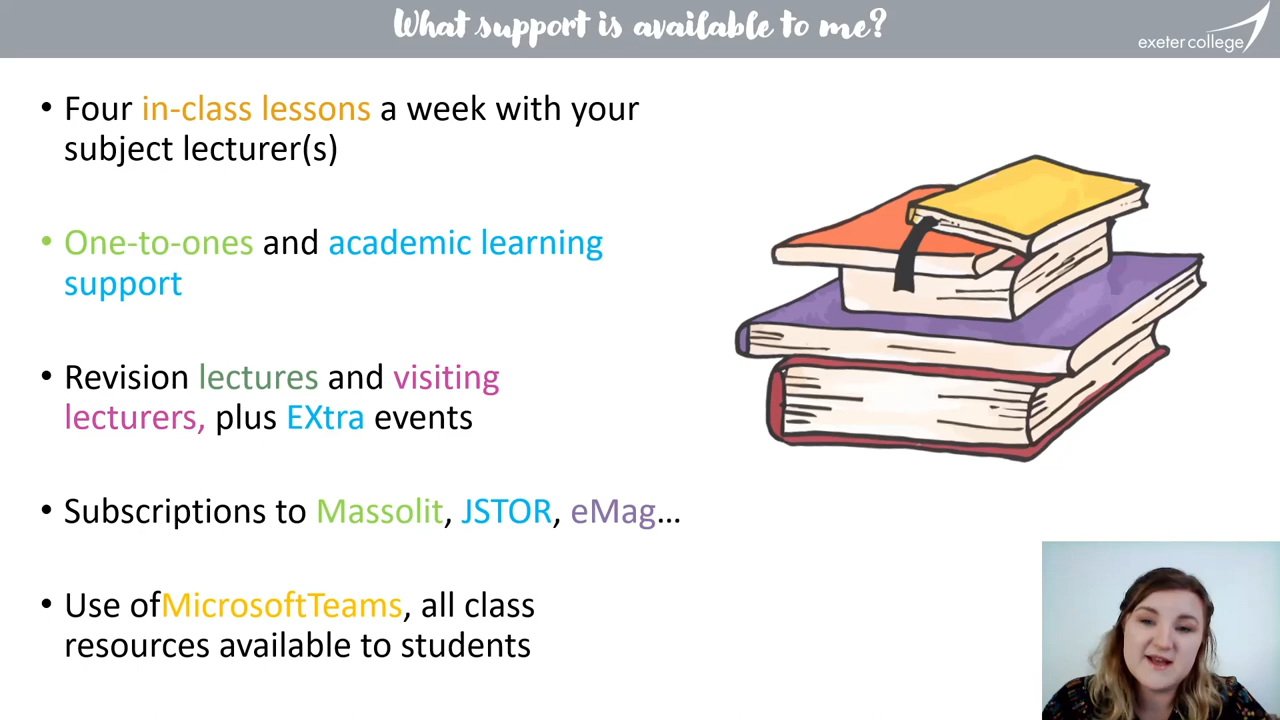 What support is available to me?
exeter college
• Four in-class lessons a week with your
subject lecturer(s)
• One-to-ones and academic learning
support
• Revision lectures and visiting
lecturers, plus EXtra events
• Subscriptions to Massolit, JSTOR, eMag…
• Use ofMicrosoftTeams, all class
resources available to students